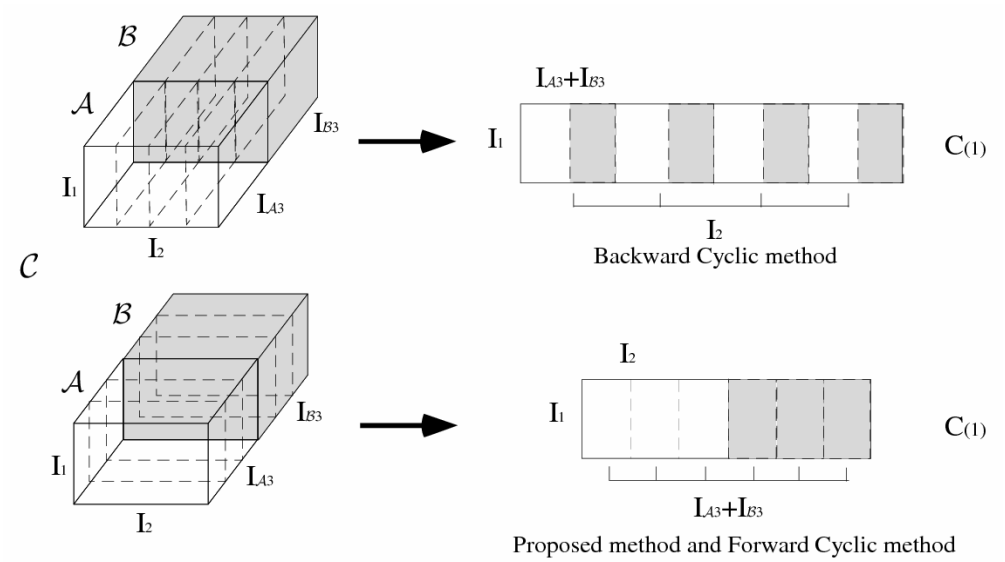 ℬ
𝒜
I₁
I₂
I𝒜₃
Iℬ₃
I𝒜₃+Iℬ₃
I₁
C₍₁₎
I₂
Backward Cyclic method
𝒞
ℬ
𝒜
I₁
I₂
I𝒜₃
Iℬ₃
I₂
I₁
C₍₁₎
I𝒜₃+Iℬ₃
Proposed method and Forward Cyclic method